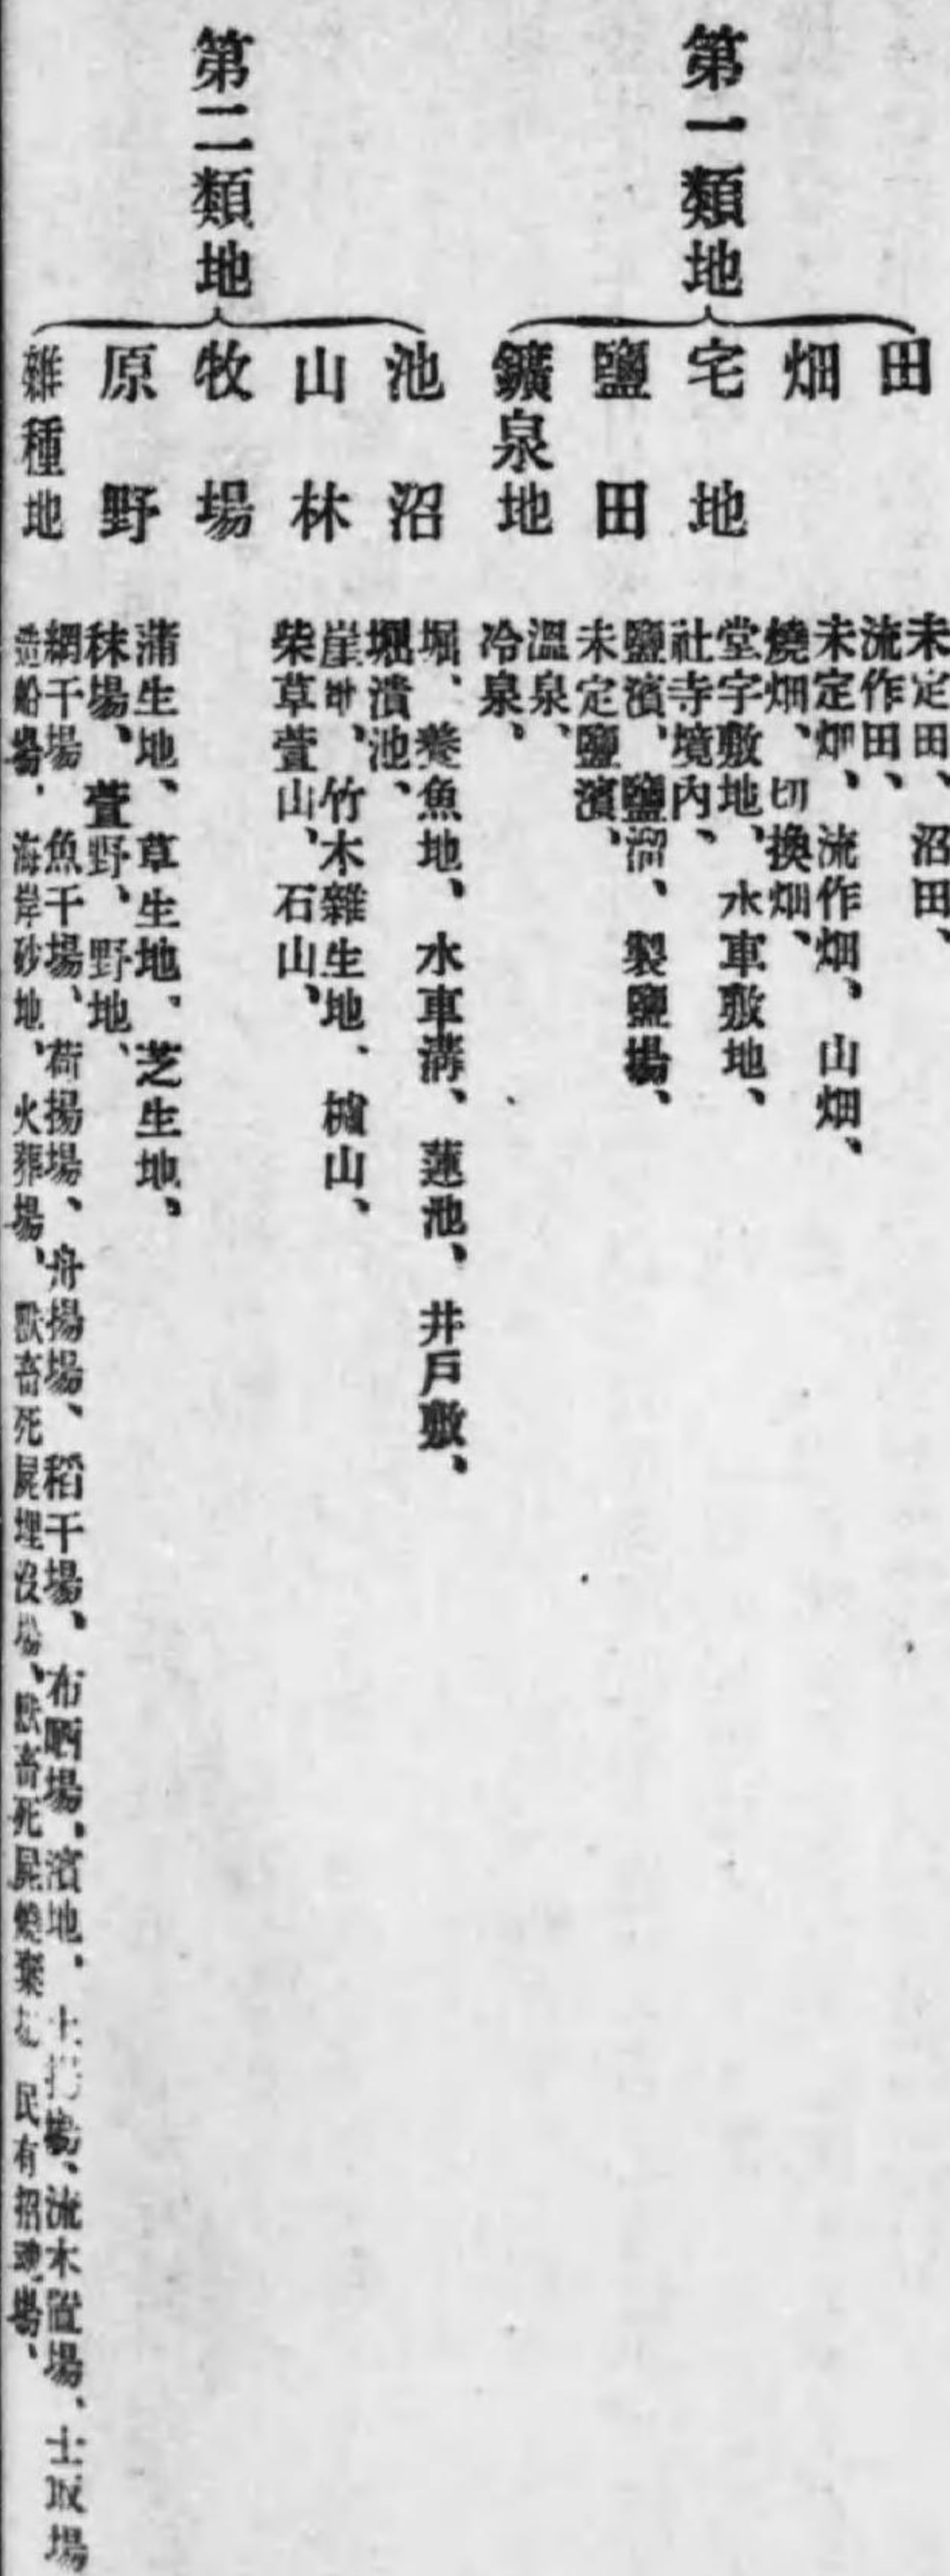 第一類地
田
未定田、沼田、
流作田、
畑
未定畑、流作畑、山畑、
燒畑、切換畑、
宅地
堂宇敷地、水車敷地、
社寺境內、
鹽田
鹽濱、鹽溜、製鹽場、
未定鹽濱、
鑛泉地
溫泉、
冷泉、
第二類地
池沼
堀、養魚地、水車溝、蓮池、井戶敷、
堀潰池、
山林
崖地、竹木雜生地、櫨山、
柴草萱山、石山、
牧場
原野
蒲生地、草生地、芝生地、
秣場、萱野、野地、
雜種地
網干場、魚干場、荷揚場、舟揚場、稻干場、布晒場、濱地、土場、流木置場、土取場
造船場、海岸砂地、火葬場、獸畜死屍埋沒場、獸畜死屍燒棄場 民有招魂場、